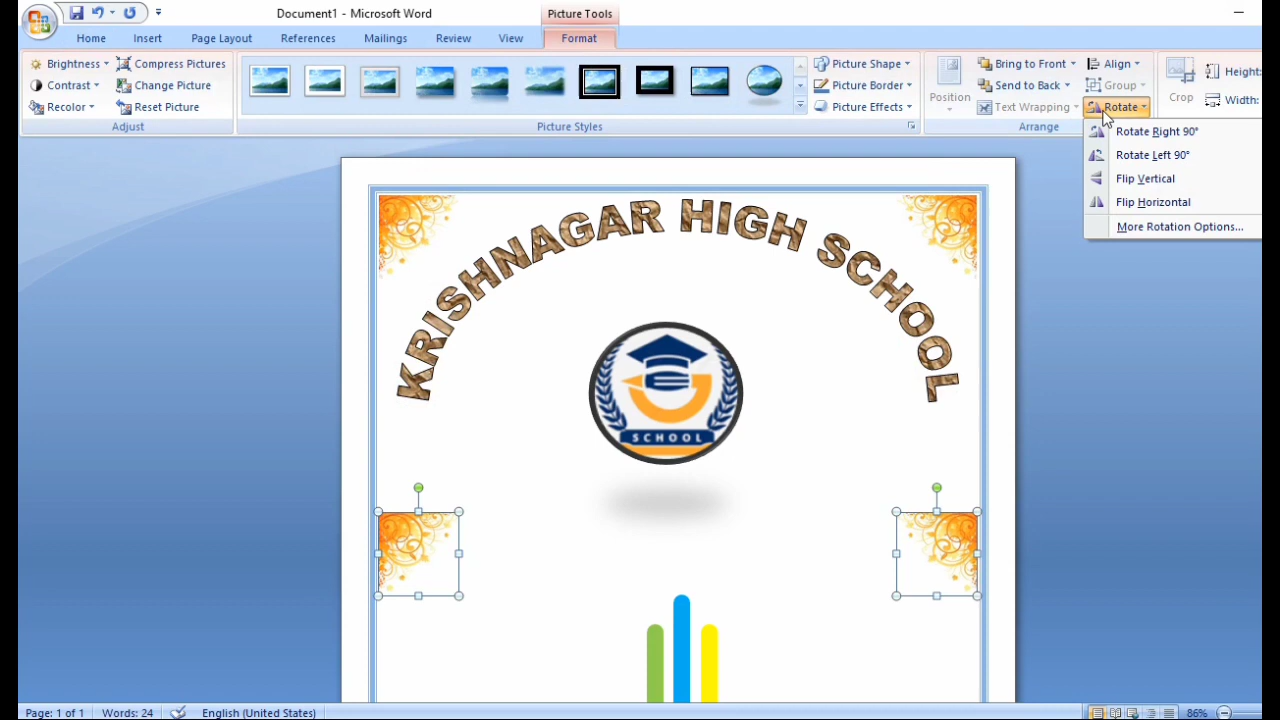 Document1 - Microsoft Word
Picture Tools
Home
Insert
Page Layout
References
Mailings
Review
View
Format
Brightness
Contrast
Recolor
Compress Pictures
Change Picture
Reset Picture
Adjust
Picture Shape
Picture Border
Picture Effects
Picture Styles
Position
Bring to Front
Send to Back
Text Wrapping
Align
Group
Rotate
Arrange
Crop
Height:
Width:
Rotate Right 90°
Rotate Left 90°
Flip Vertical
Flip Horizontal
More Rotation Options...
KRISHNAGAR HIGH SCHOOL
SCHOOL
Page: 1 of 1
Words: 24
English (United States)
86%